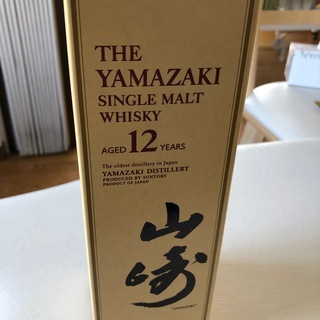 THE
YAMAZAKI
SINGLE MALT
WHISKY
AGED 12 YEARS
The oldest distillery in Japan
YAMAZAKI DISTILLERY
PRODUCED BY SUNTORY
PRODUCT OF JAPAN
山
崎
"YAMAZAKI"